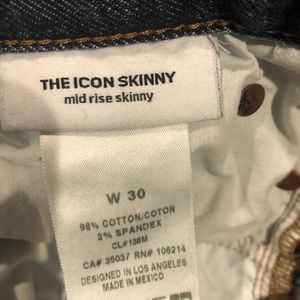 THE ICON SKINNY
mid rise skinny
W 30
98% COTTON/COTON
2% SPANDEX
CL#138M
CA# 35037 RN# 106214
DESIGNED IN LOS ANGELES
MADE IN MEXICO